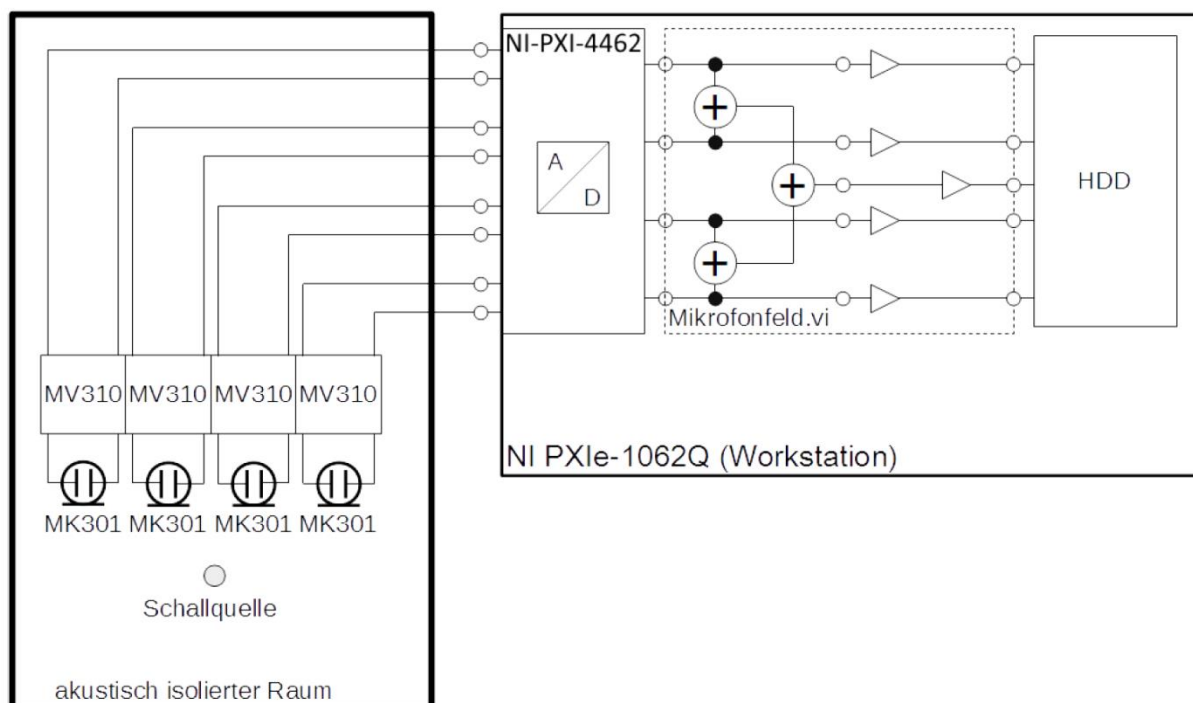 NI-PXI-4462
A
D
+
+
+
HDD
Mikrofonfeld.vi
MV310 MV310 MV310 MV310
NI PXIe-1062Q (Workstation)
MK301 MK301 MK301 MK301
Schallquelle
akustisch isolierter Raum